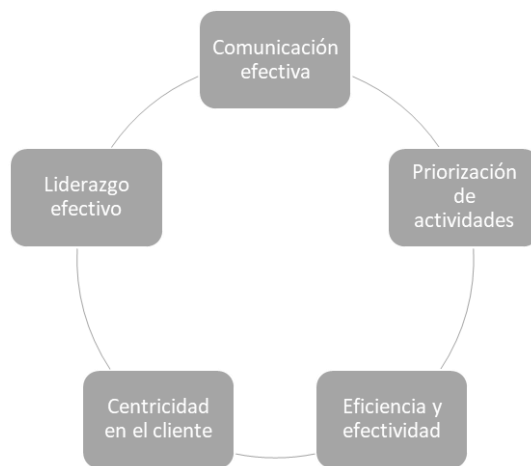 Comunicación
efectiva
Priorización
de
actividades
Eficiencia y
efectividad
Centricidad
en el cliente
Liderazgo
efectivo